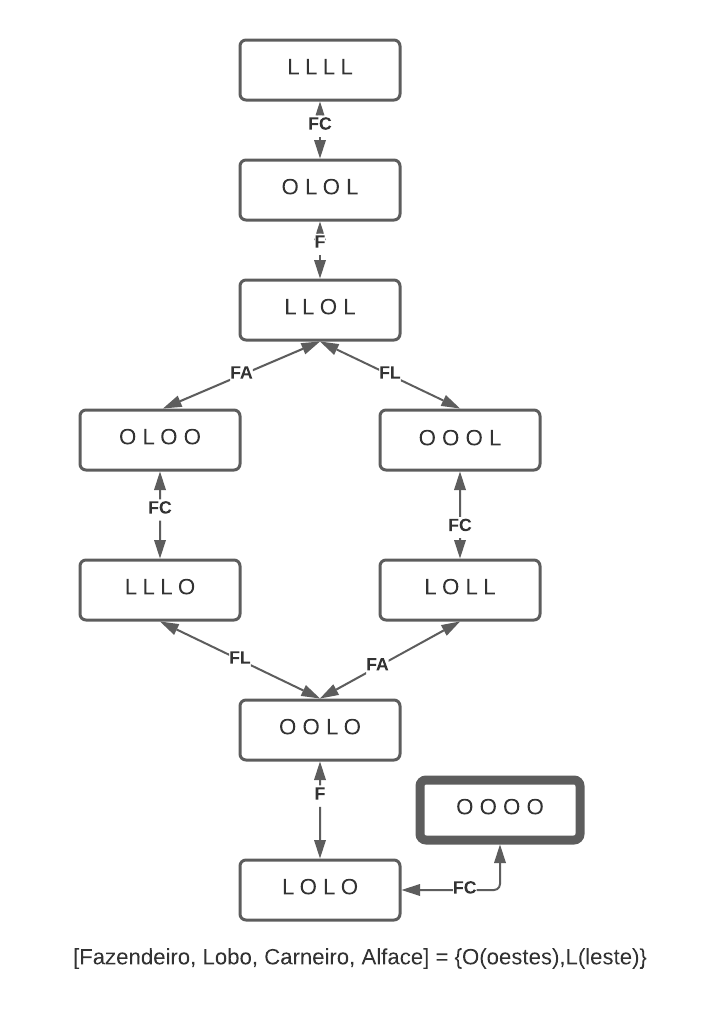 L L L L
FC
O L O L
F
L L O L
FA
FL
O L O O
O O O L
FC
FC
L L L O
L O L L
FL
FA
O O L O
F
O O O O
L O L O
FC
[Fazendeiro, Lobo, Carneiro, Alface] = {O(oestes),L(leste)}